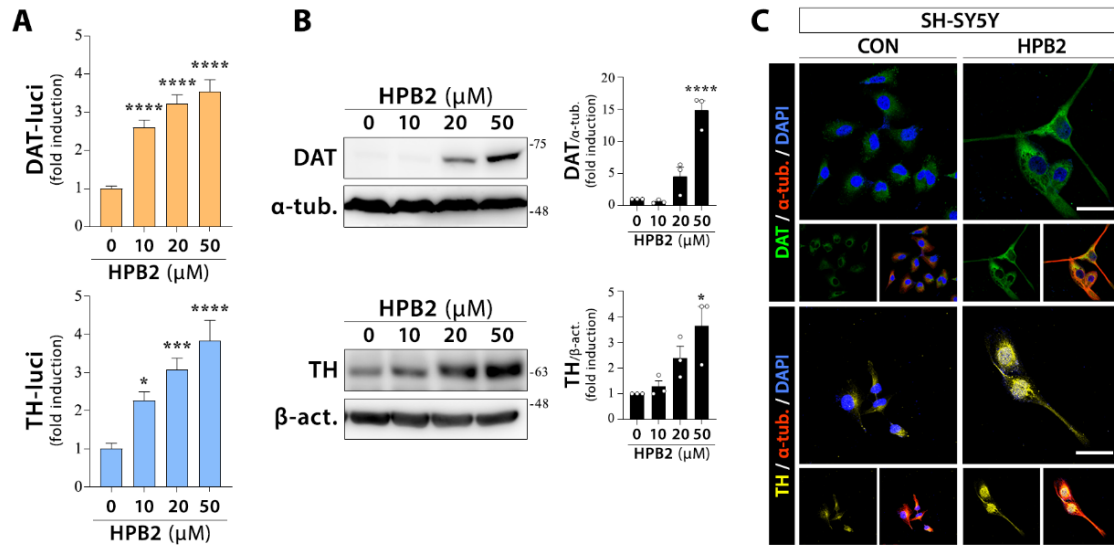 A
DAT-luci
(fold induction)
5
4
3
2
1
0
****
****
****
0 10 20 50
HPB2 (μM)
TH-luci
(fold induction)
5
4
3
2
1
0
*
***
****
0 10 20 50
HPB2 (μM)
B
HPB2 (μM)
0 10 20 50
DAT
-75
α-tub.
-48
DAT/α-tub.
(fold induction)
20
15
10
5
0
****
0 10 20 50
HPB2 (μM)
HPB2 (μM)
0 10 20 50
TH
-63
-48
β-act.
TH/β-act.
(fold induction)
5
4
3
2
1
0
*
0 10 20 50
HPB2 (μM)
C
SH-SY5Y
CON HPB2
DAT / α-tub. / DAPI
TH / α-tub. / DAPI